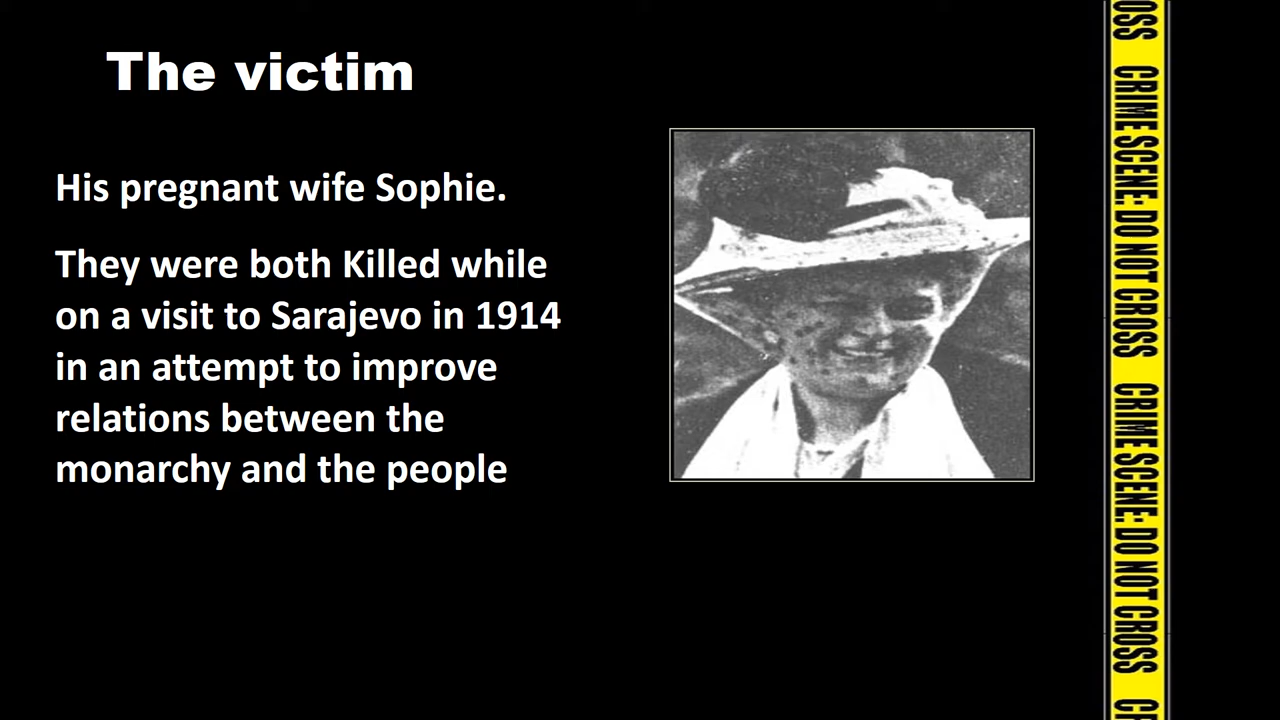 The victim
His pregnant wife Sophie.
They were both Killed while
on a visit to Sarajevo in 1914
in an attempt to improve
relations between the
monarchy and the people
OSS CRIME SCENE: DO NOT CROSS CRIME SCENE: DO NOT CROSS